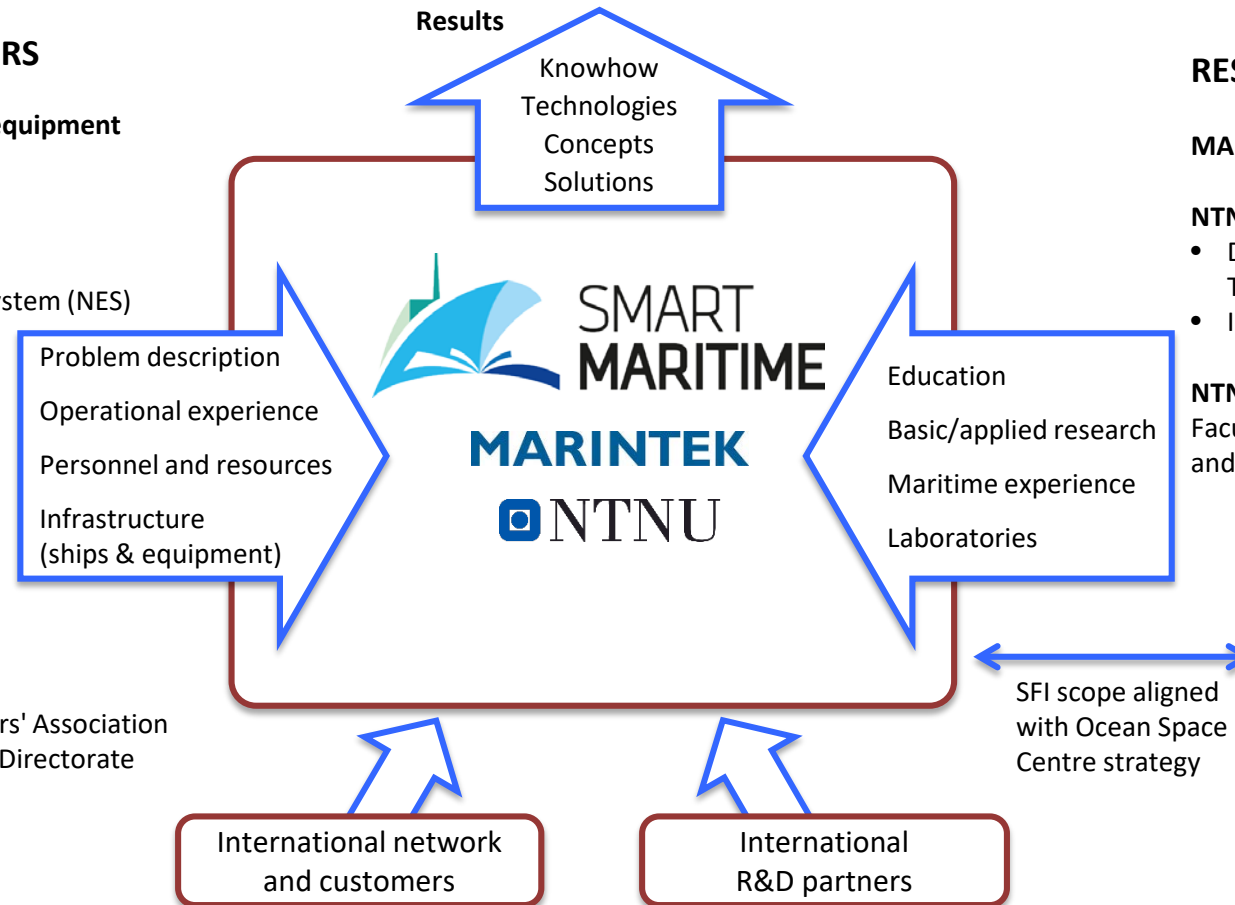 Results
Knowhow
Technologies
Concepts
Solutions
RS
equipment
ystem (NES)
Problem description
Operational experience
Personnel and resources
Infrastructure
(ships & equipment)
SMART
MARITIME
MARINTEK
NTNU
Education
Basic/applied research
Maritime experience
Laboratories
RES
MA
NTN
• D
T
• I
NTN
Facu
and
rs' Association
Directorate
SFI scope aligned
with Ocean Space
Centre strategy
International network
and customers
International
R&D partners